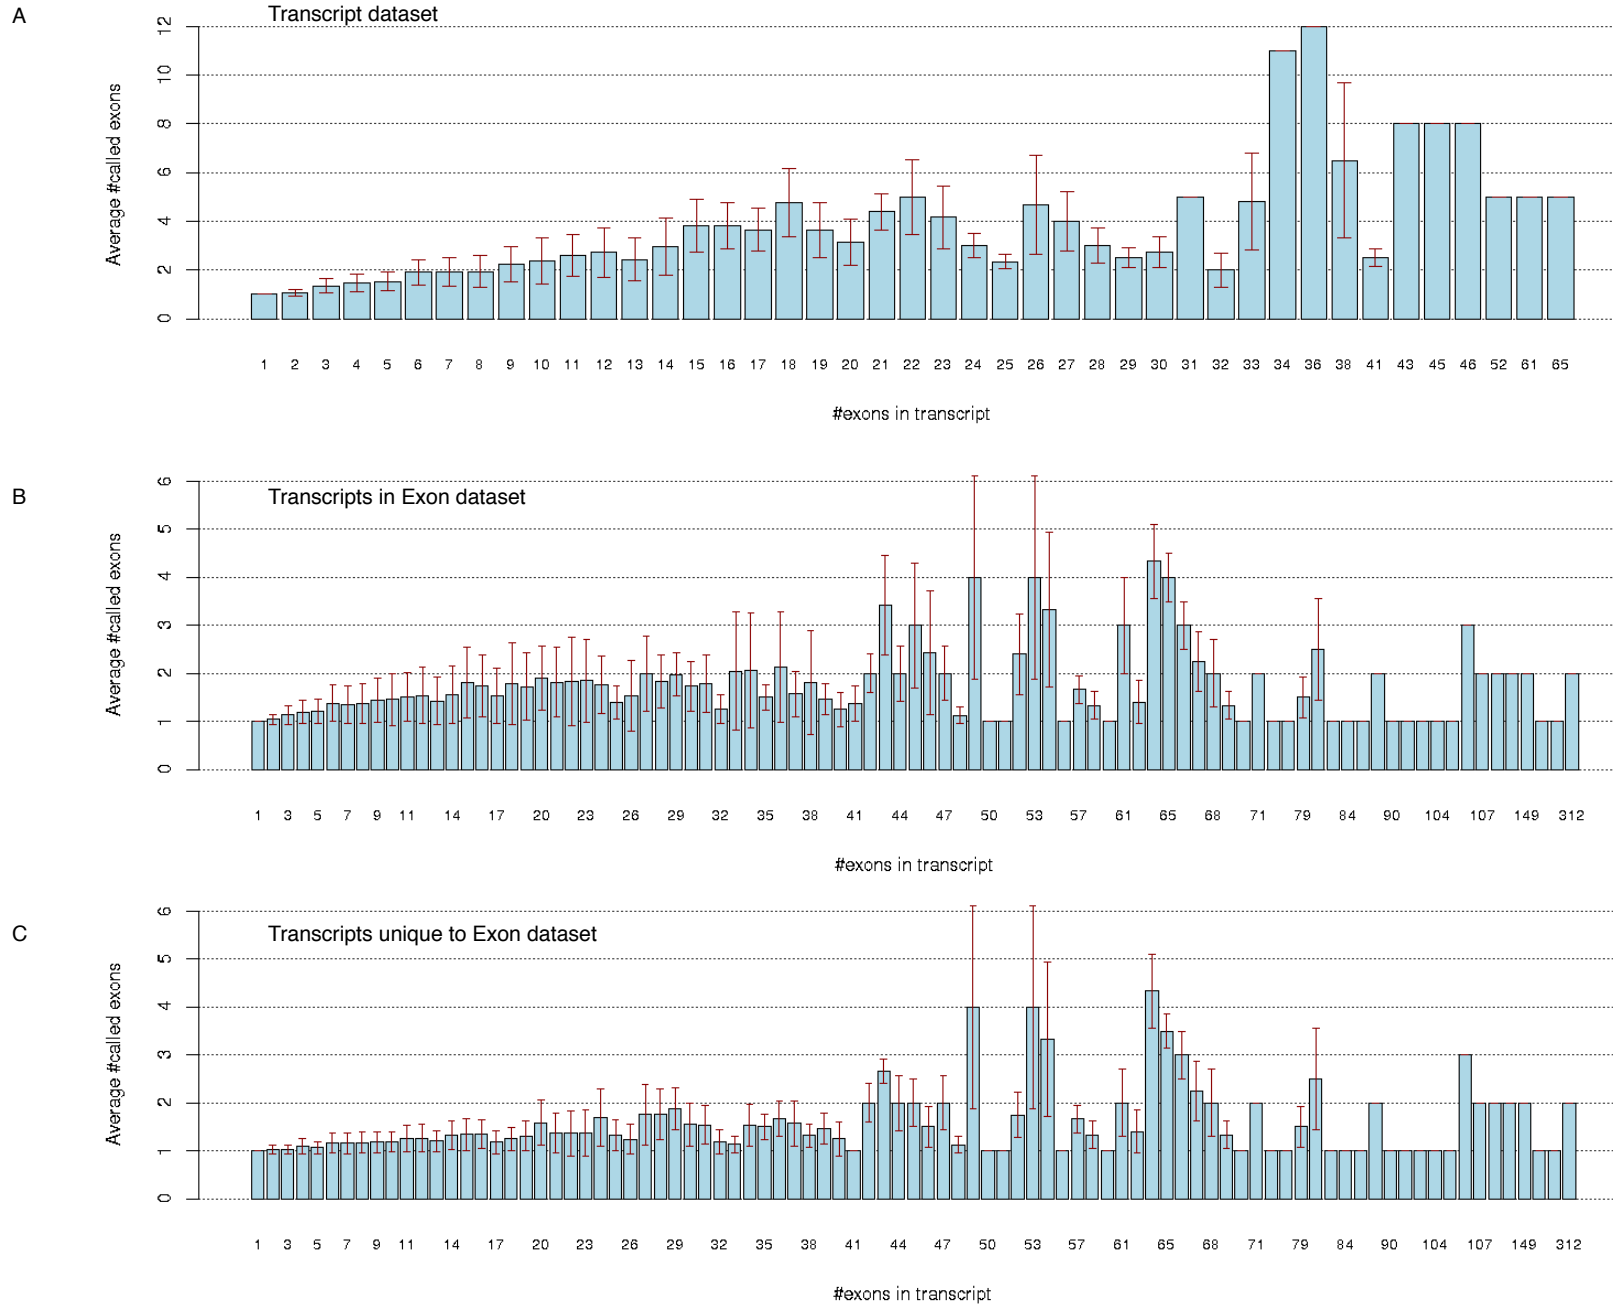 A
Transcript dataset
Average #called exons
0 2 4 6 8 10 12
1 2 3 4 5 6 7 8 9 10 11 12 13 14 15 16 17 18 19 20 21 22 23 24 25 26 27 28 29 30 31 32 33 34 36 38 41 43 45 46 52 61 65
#exons in transcript
B
Transcripts in Exon dataset
Average #called exons
0 1 2 3 4 5 6
1 3 5 7 9 11 14 17 20 23 26 29 32 35 38 41 44 47 50 53 57 61 65 68 71 79 84 90 104 107 149 312
#exons in transcript
C
Transcripts unique to Exon dataset
Average #called exons
0 1 2 3 4 5 6
1 3 5 7 9 11 14 17 20 23 26 29 32 35 38 41 44 47 50 53 57 61 65 68 71 79 84 90 104 107 149 312
#exons in transcript